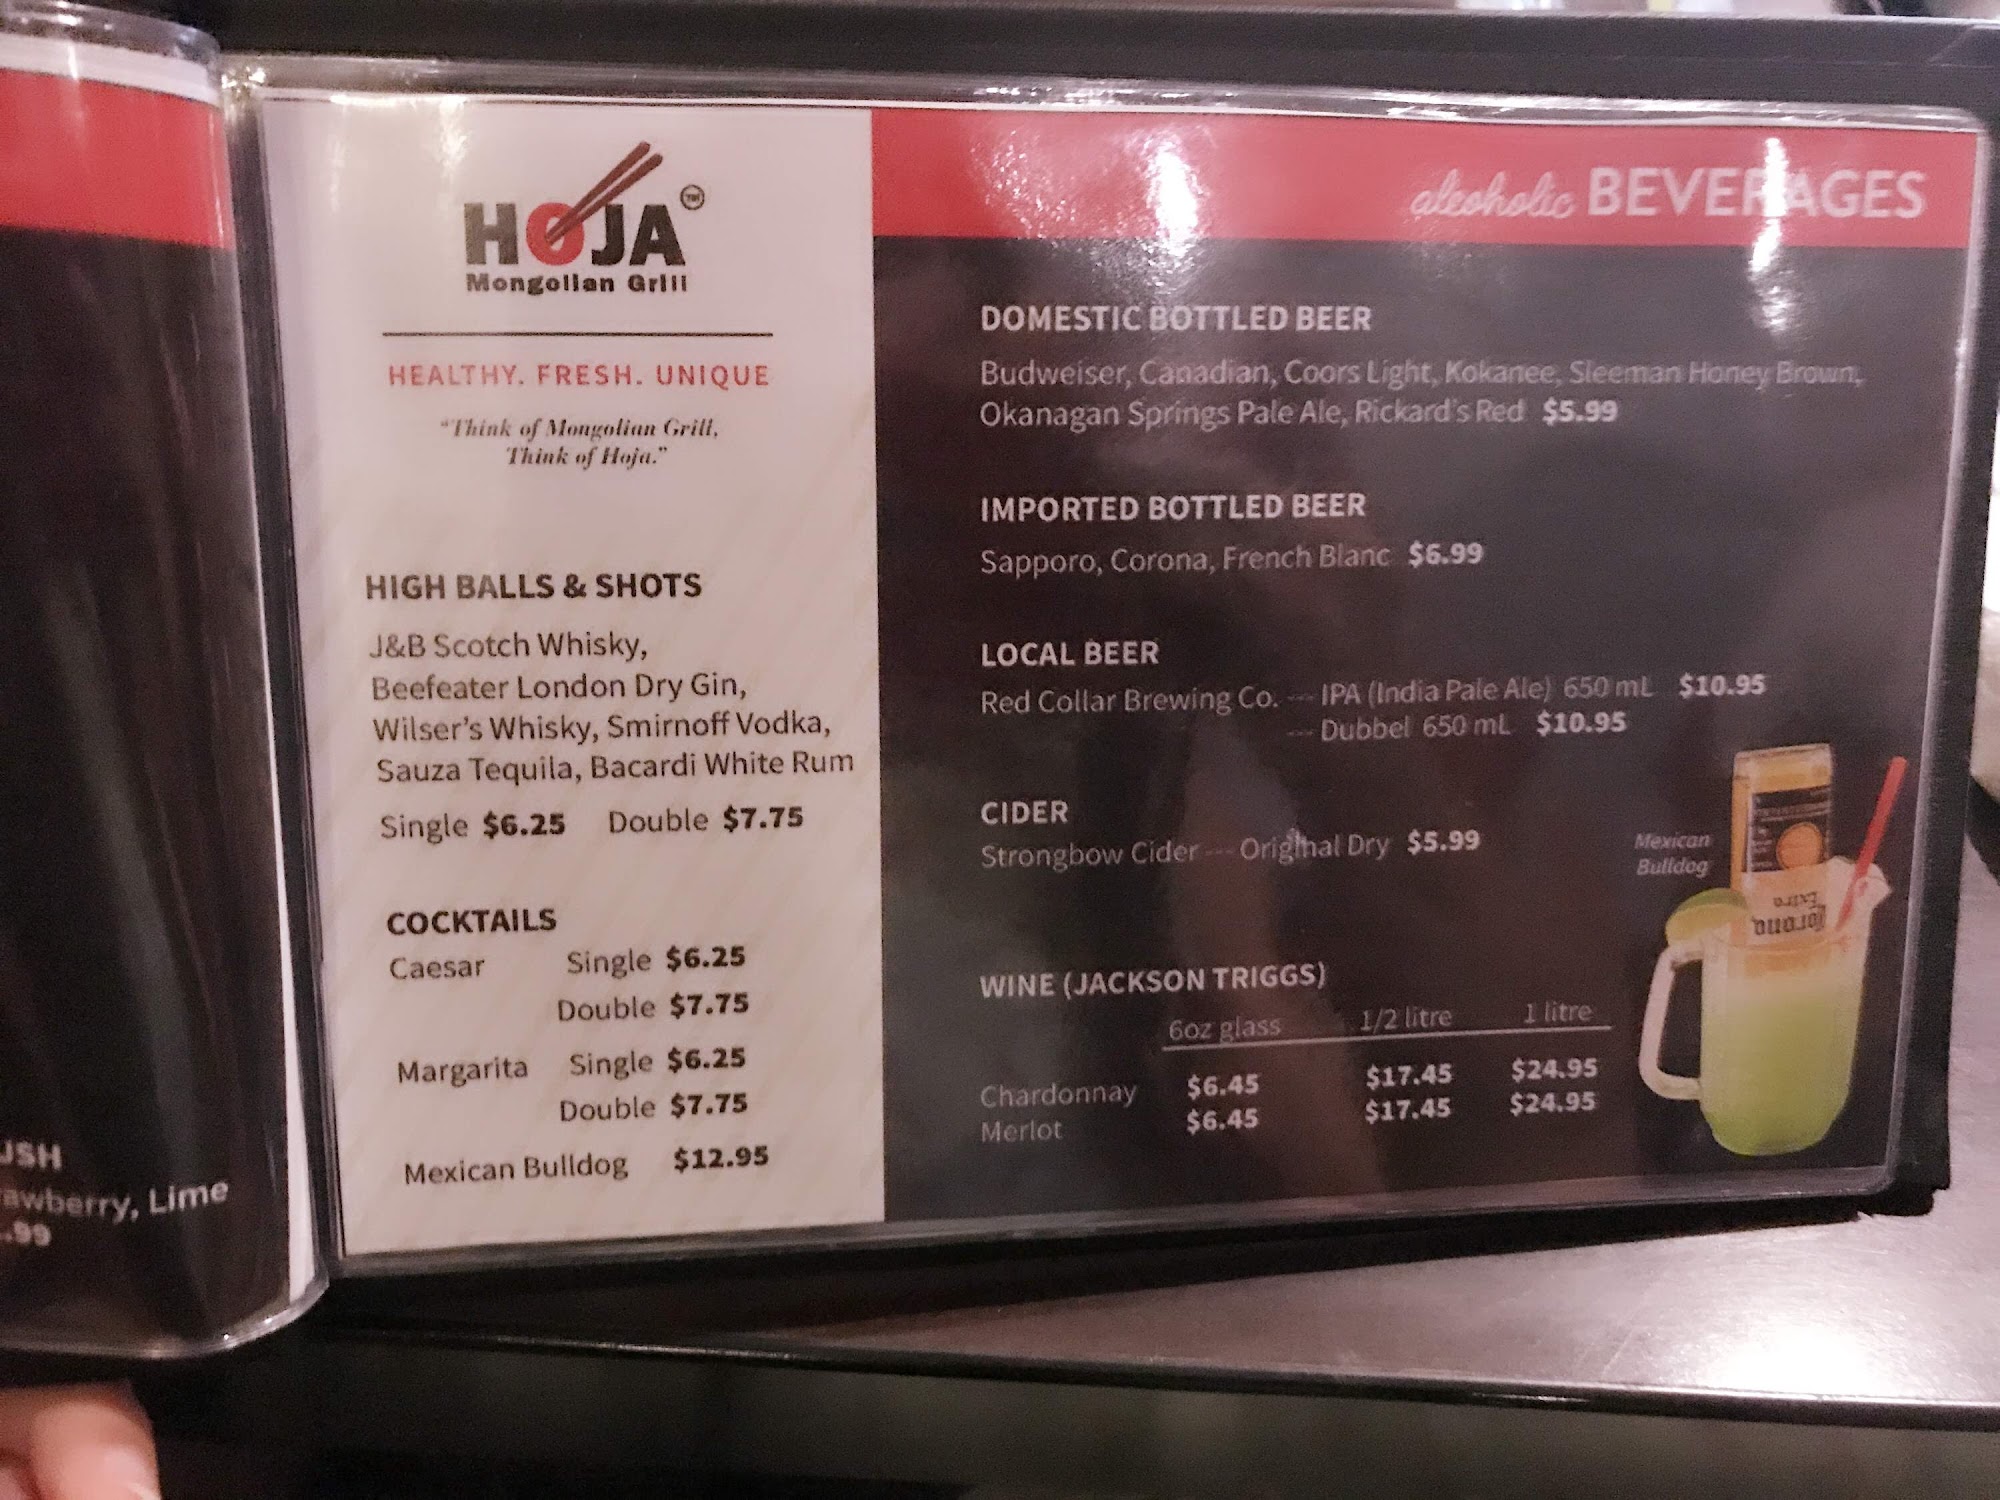 HOJA TM
Mongolian Grill
HEALTHY. FRESH. UNIQUE
"Think of Mongolian Grill,
Think of Hoja."
HIGH BALLS & SHOTS
J&B Scotch Whisky,
Beefeater London Dry Gin,
Wilser's Whisky, Smirnoff Vodka,
Sauza Tequila, Bacardi White Rum
Single $6.25 Double $7.75
COCKTAILS
Caesar Single $6.25
Double $7.75
Margarita Single $6.25
Double $7.75
Mexican Bulldog $12.95
alcoholic BEVERAGES
DOMESTIC BOTTLED BEER
Budweiser, Canadian, Coors Light, Kokanee, Sleeman Honey Brown,
Okanagan Springs Pale Ale, Rickard's Red $5.99
IMPORTED BOTTLED BEER
Sapporo, Corona, French Blanc $6.99
LOCAL BEER
Red Collar Brewing Co. --- IPA (India Pale Ale) 650 mL $10.95
--- Dubbel 650 mL $10.95
CIDER
Strongbow Cider --- Original Dry $5.99
WINE (JACKSON TRIGGS)
6oz glass 1/2 litre 1 litre
Chardonnay $6.45 $17.45 $24.95
Merlot $6.45 $17.45 $24.95
Mexican
Bulldog
Corona
Extra
Lime
.99